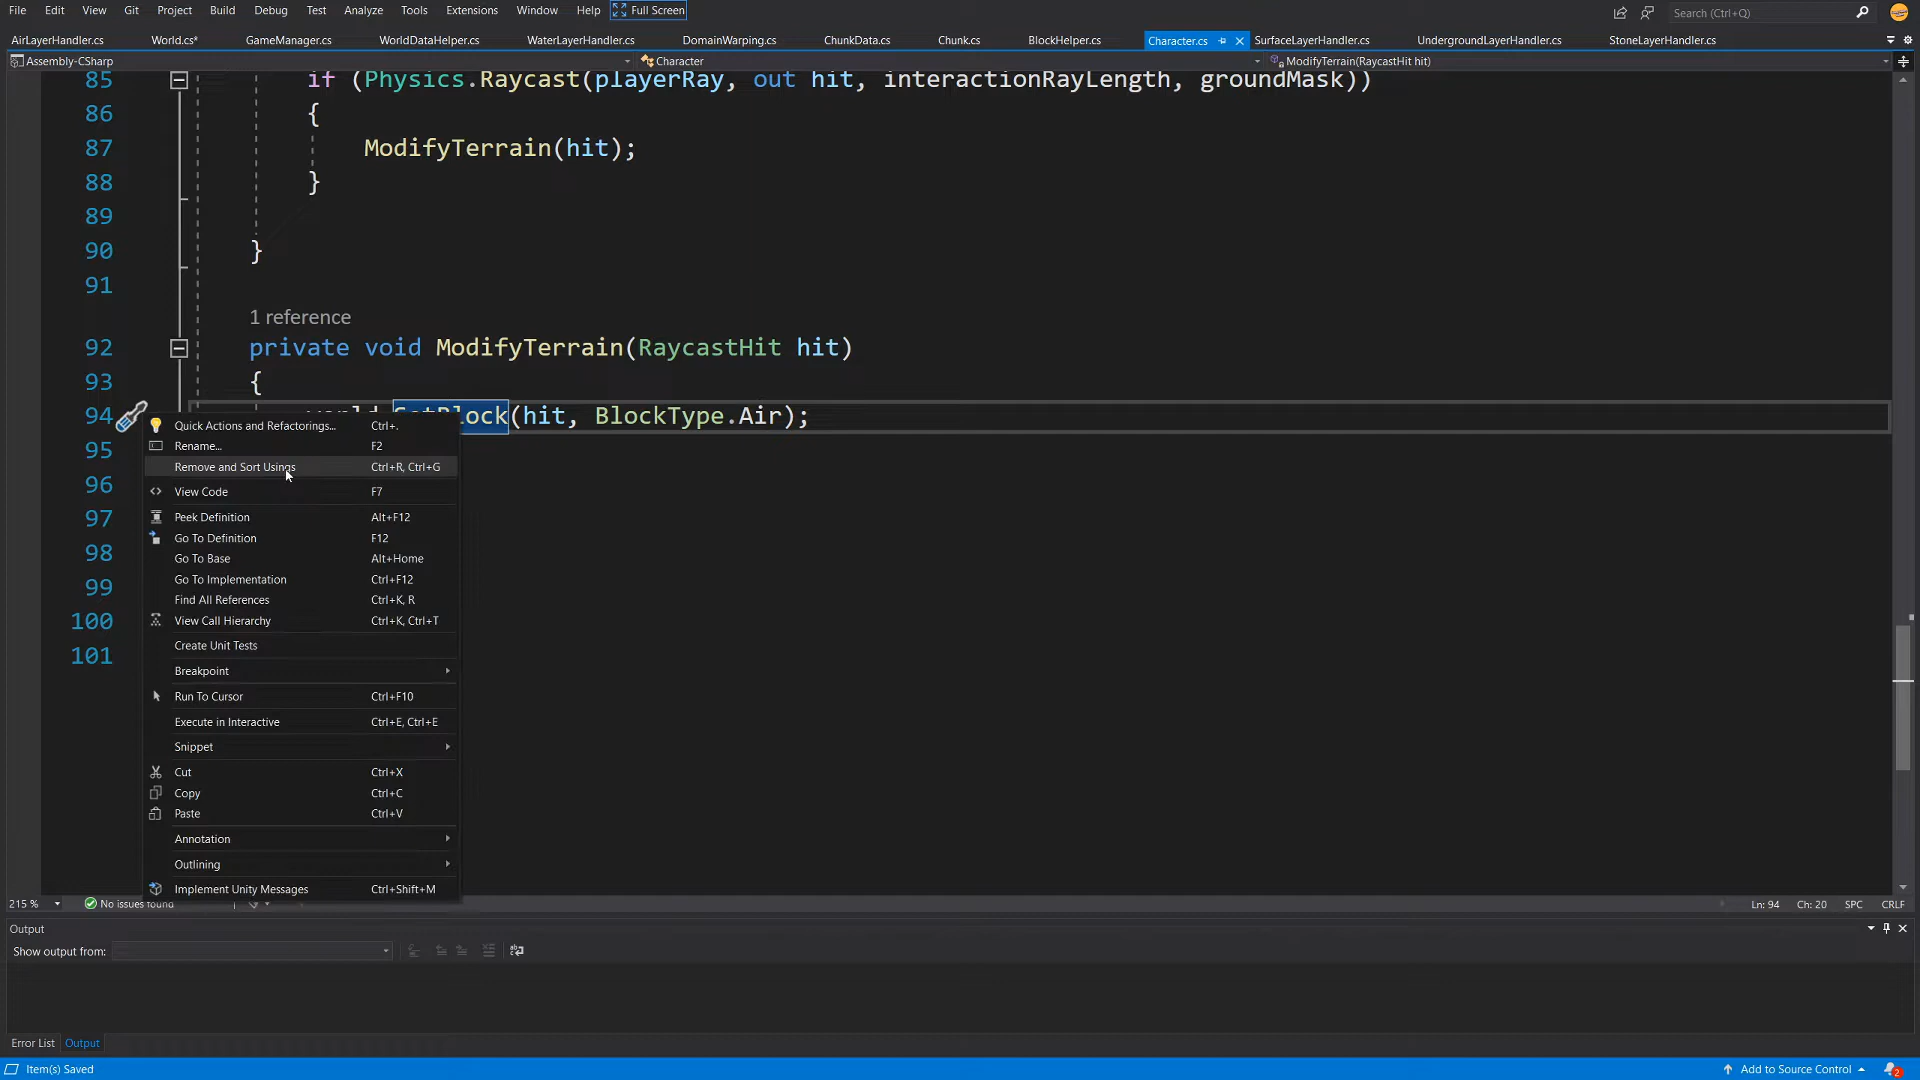 File Edit View Git Project Build Debug Test Analyze Tools Extensions Window Help Full Screen Search (Ctrl+Q)
AirLayerHandler.cs World.cs* GameManager.cs WorldDataHelper.cs WaterLayerHandler.cs DomainWarping.cs ChunkData.cs Chunk.cs BlockHelper.cs Character.cs SurfaceLayerHandler.cs UndergroundLayerHandler.cs StoneLayerHandler.cs
Assembly-CSharp Character ModifyTerrain(RaycastHit hit)
85 if (Physics.Raycast(playerRay, out hit, interactionRayLength, groundMask))
86 {
87 ModifyTerrain(hit);
88 }
89
90 }
91
1 reference
92 private void ModifyTerrain(RaycastHit hit)
93 {
94 world.SetBlock(hit, BlockType.Air);
95
96
97
98
99
100
101
Quick Actions and Refactorings... Ctrl+.
Rename... F2
Remove and Sort Usings Ctrl+R, Ctrl+G
View Code F7
Peek Definition Alt+F12
Go To Definition F12
Go To Base Alt+Home
Go To Implementation Ctrl+F12
Find All References Ctrl+K, R
View Call Hierarchy Ctrl+K, Ctrl+T
Create Unit Tests
Breakpoint
Run To Cursor Ctrl+F10
Execute in Interactive Ctrl+E, Ctrl+E
Snippet
Cut Ctrl+X
Copy Ctrl+C
Paste Ctrl+V
Annotation
Outlining
Implement Unity Messages Ctrl+Shift+M
215 % No issues found Ln: 94 Ch: 20 SPC CRLF
Output
Show output from:
Error List Output
Item(s) Saved Add to Source Control 2